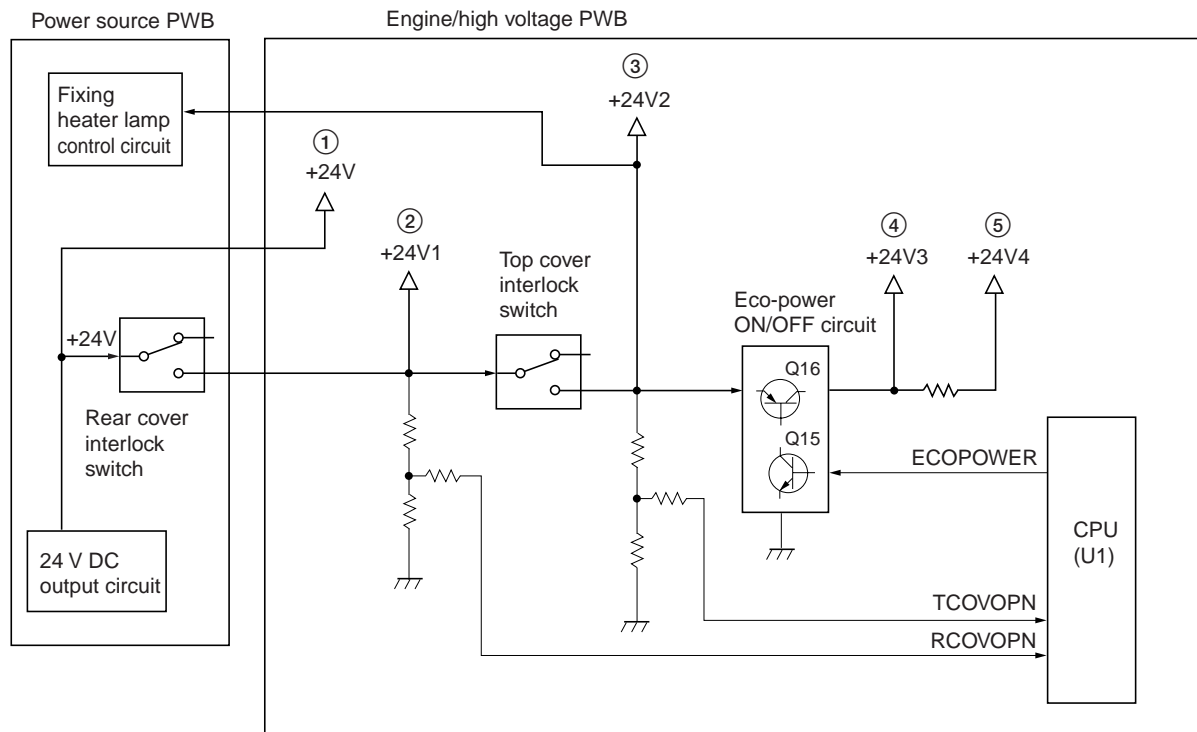 Power source PWB
Engine/high voltage PWB
Fixing
heater lamp
control circuit
①
+24V
②
+24V1
③
+24V2
④
+24V3
⑤
+24V4
Top cover
interlock
switch
Eco-power
ON/OFF circuit
+24V
Rear cover
interlock
switch
Q16
Q15
ECOPOWER
CPU
(U1)
24 V DC
output circuit
TCOVOPN
RCOVOPN